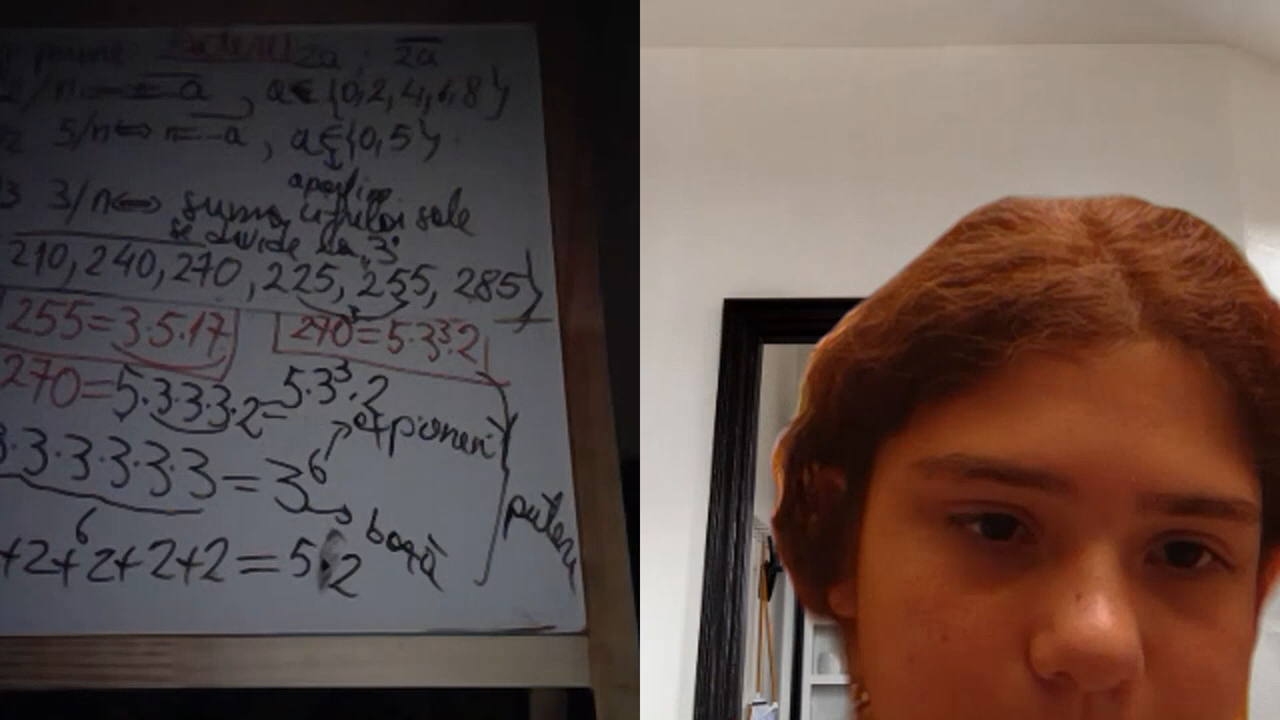 2a ; 2a
2/n ⟺ = a , a∈{0,2,4,6,8}
5/n⟺ n=a , a∈{0,5}
3 3/n⟺ suma cifrelor sale
se divide la 3
210, 240, 270, 225, 255, 285}
255=3·5·17 270=5·3³·2
270=5·3·3·3·2=5·3³·2
exponent
3·3·3·3·3·3=3⁶
6 bază
putere
+2+2+2+2=5·2